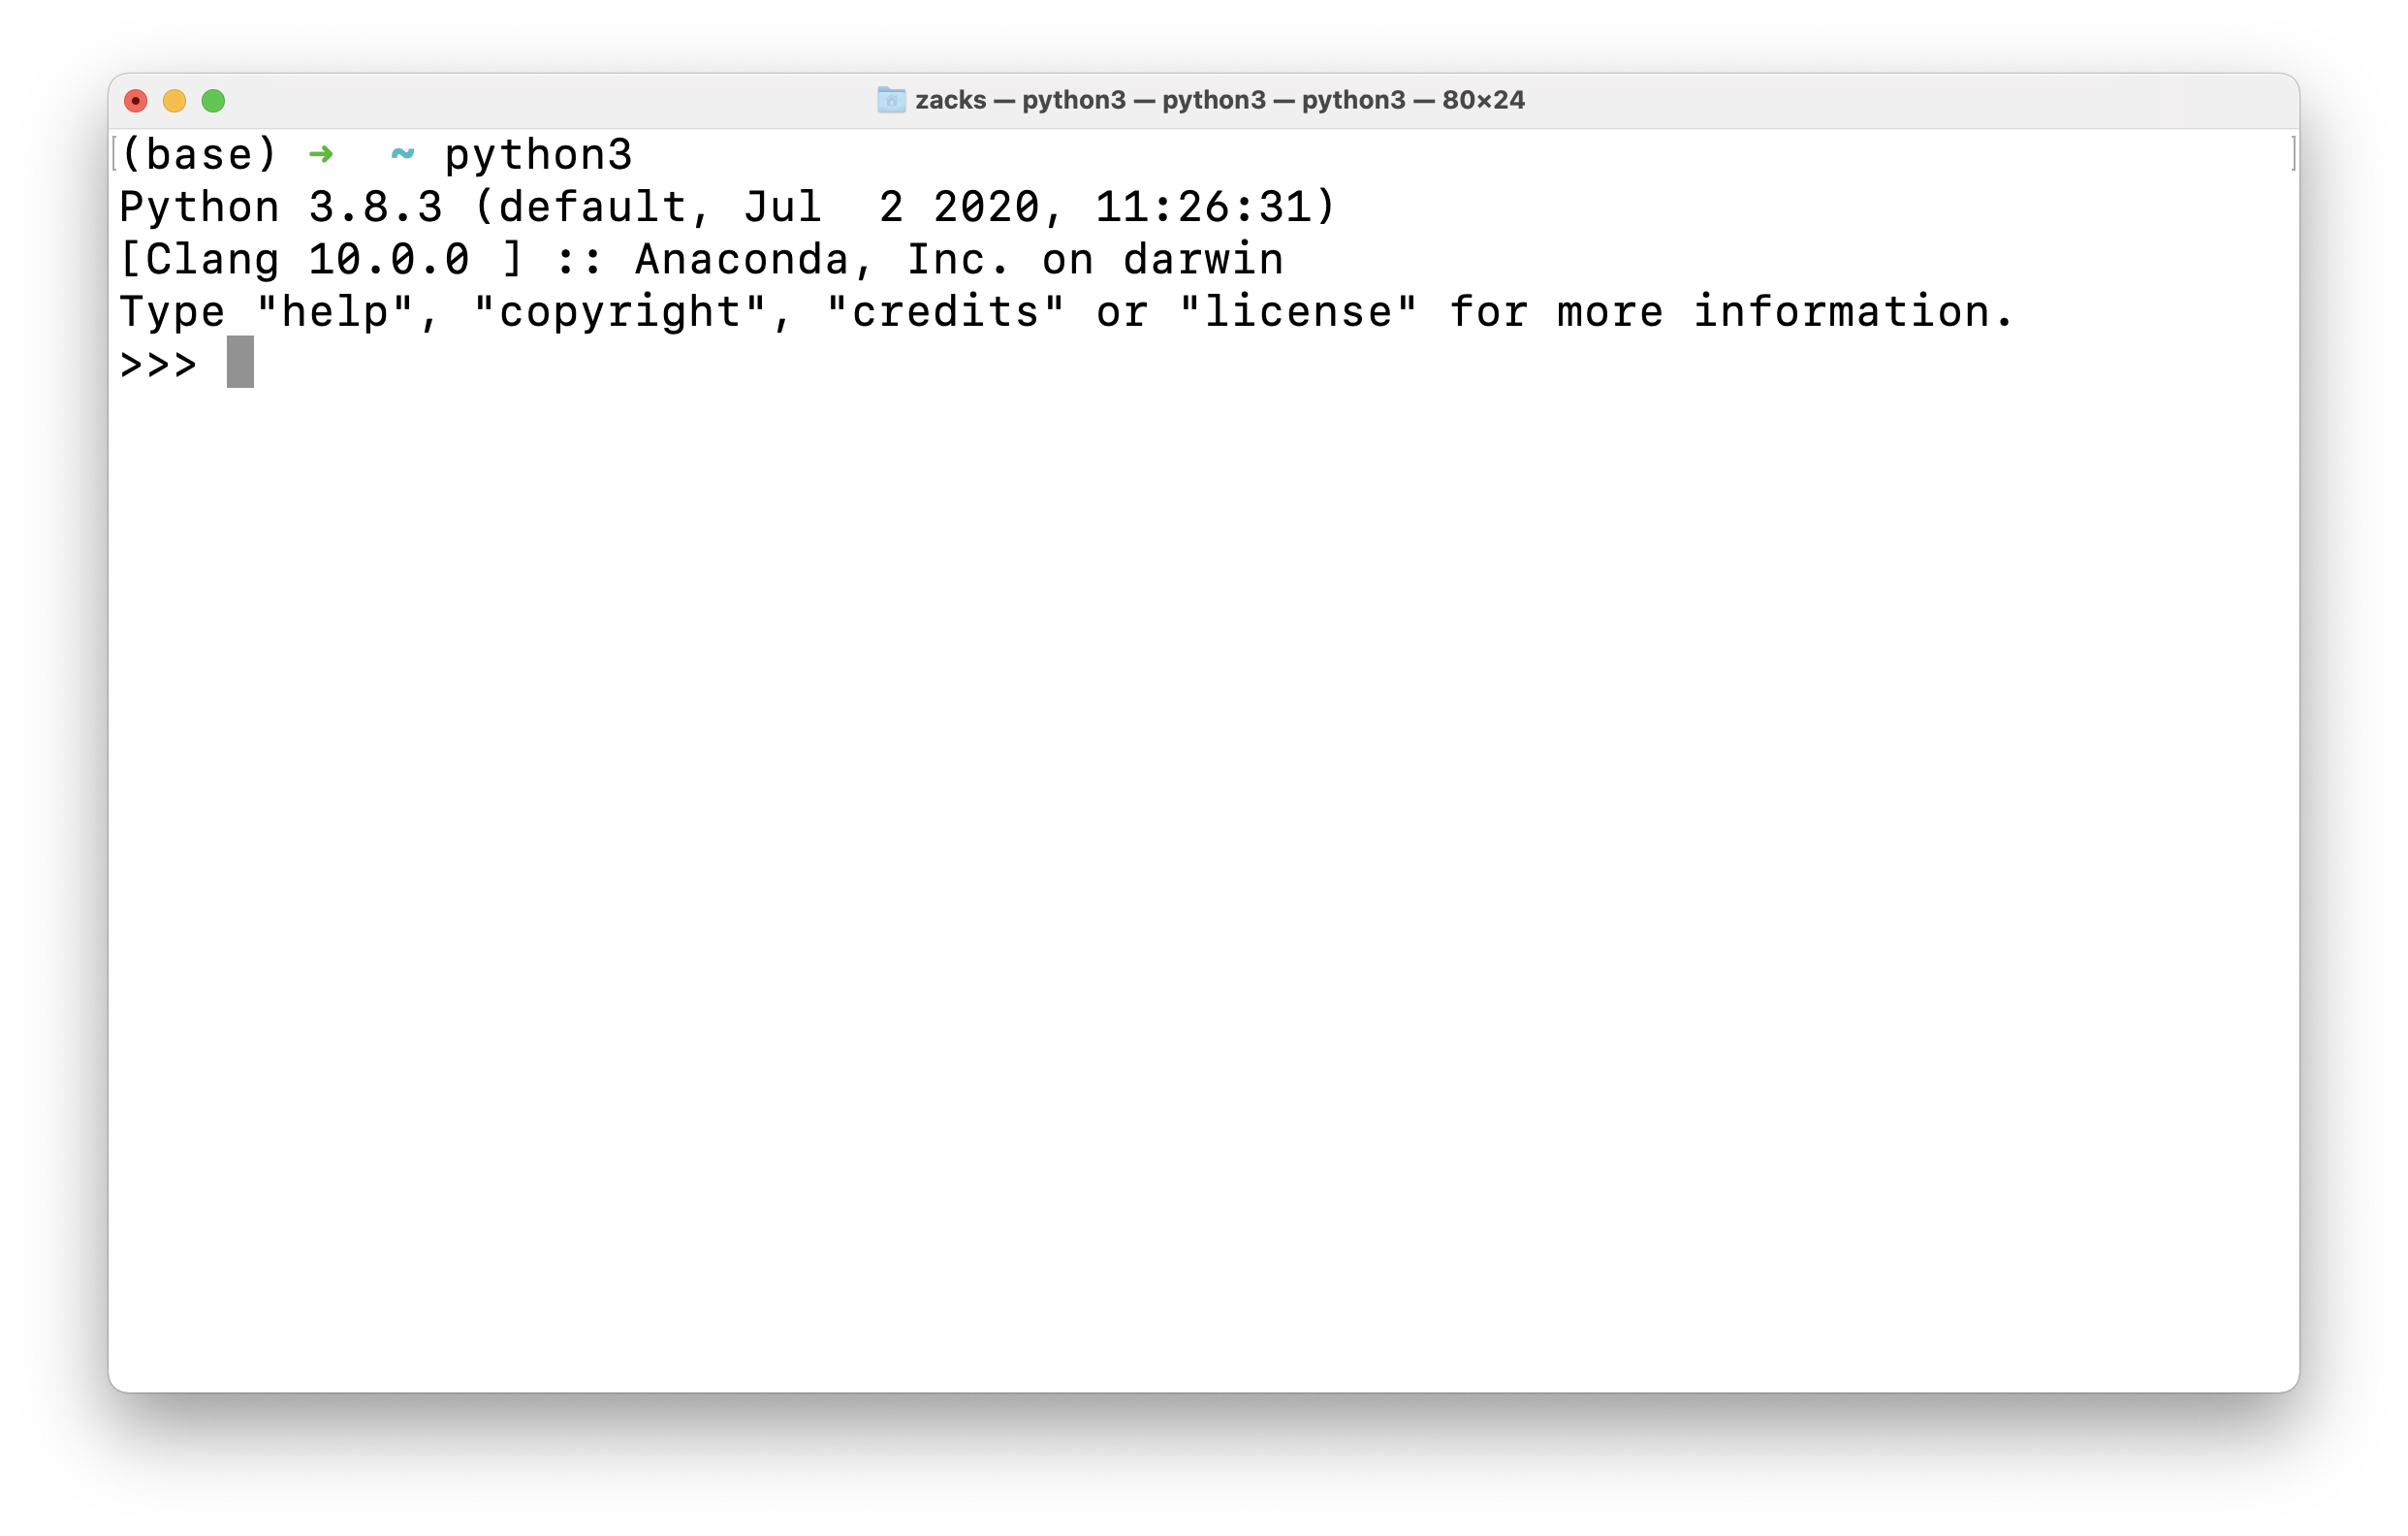 zacks — python3 — python3 — python3 — 80×24
(base) ➜  ~ python3
Python 3.8.3 (default, Jul  2 2020, 11:26:31)
[Clang 10.0.0 ] :: Anaconda, Inc. on darwin
Type "help", "copyright", "credits" or "license" for more information.
>>>